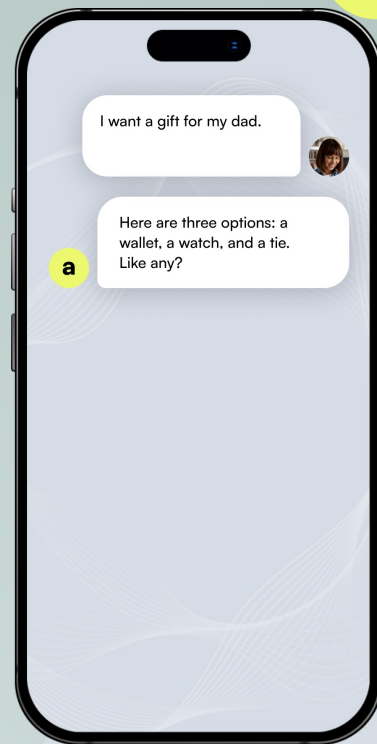 I want a gift for my dad.
Here are three options: a
wallet, a watch, and a tie.
Like any?
a